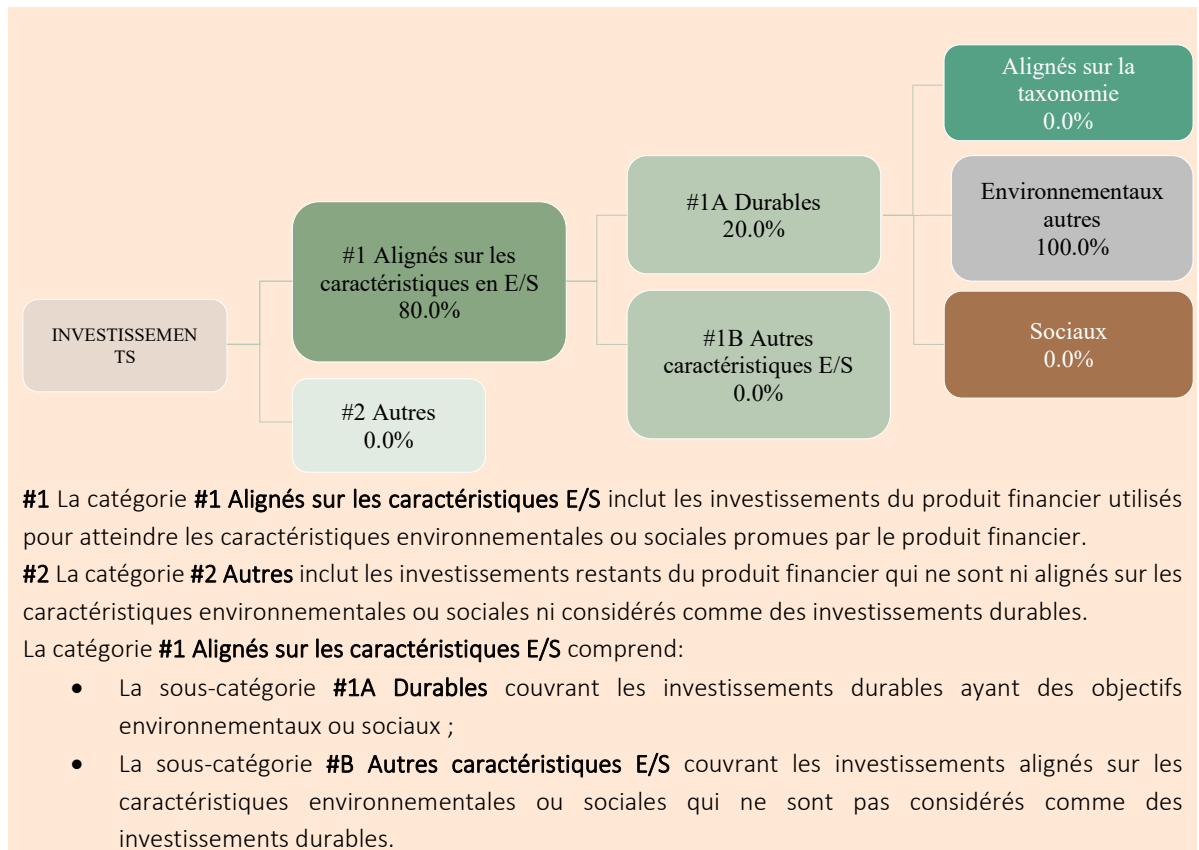 INVESTISSEMEN
TS
#1 Alignés sur les
caractéristiques en E/S
80.0%
#2 Autres
0.0%
#1A Durables
20.0%
#1B Autres
caractéristiques E/S
0.0%
Alignés sur la
taxonomie
0.0%
Environnementaux
autres
100.0%
Sociaux
0.0%
#1 La catégorie #1 Alignés sur les caractéristiques E/S inclut les investissements du produit financier utilisés
pour atteindre les caractéristiques environnementales ou sociales promues par le produit financier.
#2 La catégorie #2 Autres inclut les investissements restants du produit financier qui ne sont ni alignés sur les
caractéristiques environnementales ou sociales ni considérés comme des investissements durables.
La catégorie #1 Alignés sur les caractéristiques E/S comprend:
• La sous-catégorie #1A Durables couvrant les investissements durables ayant des objectifs
environnementaux ou sociaux ;
• La sous-catégorie #B Autres caractéristiques E/S couvrant les investissements alignés sur les
caractéristiques environnementales ou sociales qui ne sont pas considérés comme des
investissements durables.